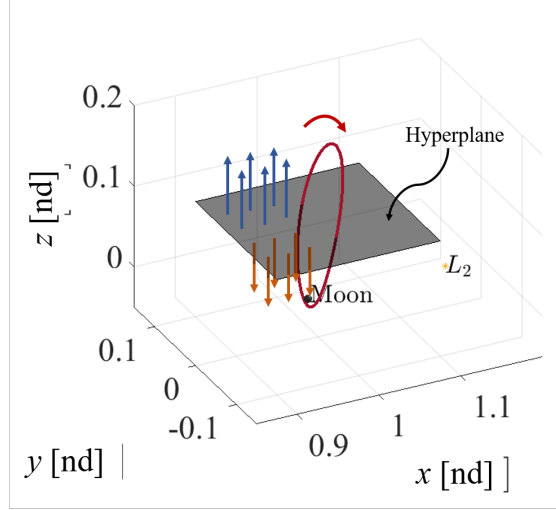 0.2
Hyperplane
0.1
z [nd]
0
L2
Moon
0.1
0
-0.1
1.1
1
0.9
y [nd]
x [nd] ]